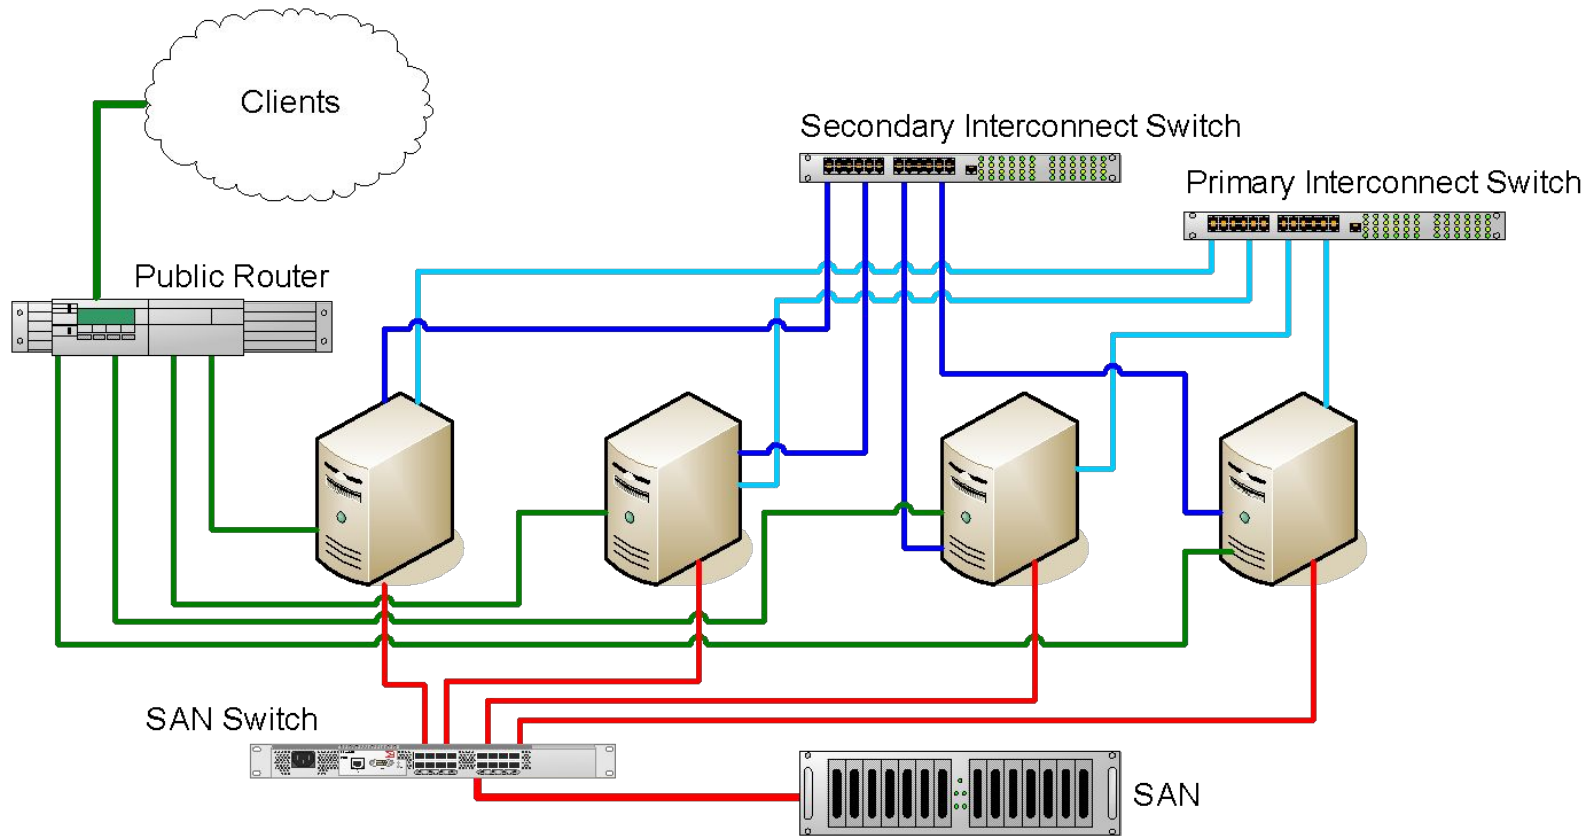 Clients
Secondary Interconnect Switch
Primary Interconnect Switch
Public Router
SAN Switch
SAN